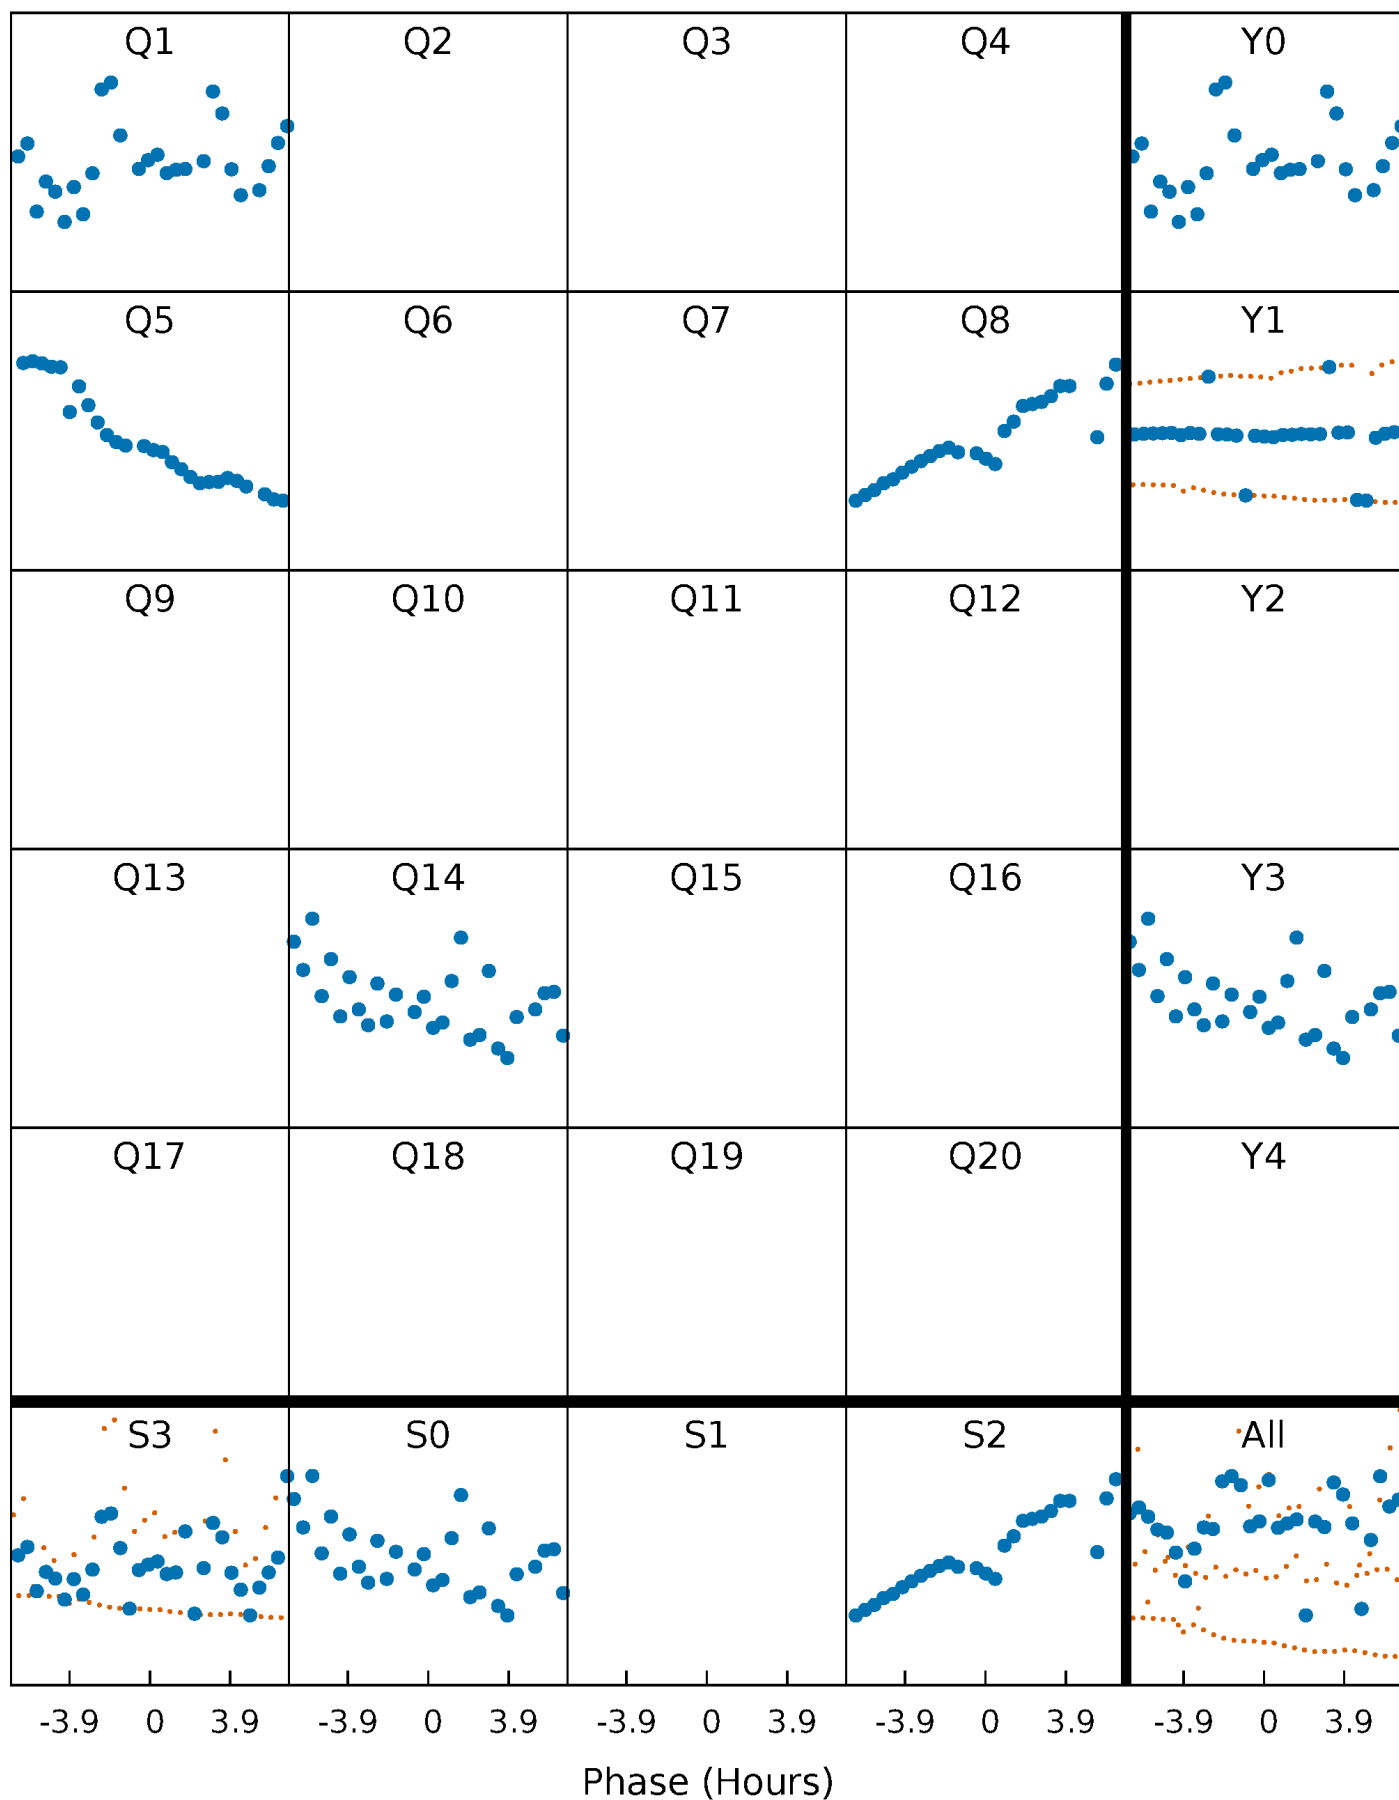 Q1 Q2 Q3 Q4 Y0
Q5 Q6 Q7 Q8 Y1
Q9 Q10 Q11 Q12 Y2
Q13 Q14 Q15 Q16 Y3
Q17 Q18 Q19 Q20 Y4
S3 S0 S1 S2 All
-3.9 0 3.9 -3.9 0 3.9 -3.9 0 3.9 -3.9 0 3.9 -3.9 0 3.9
Phase (Hours)